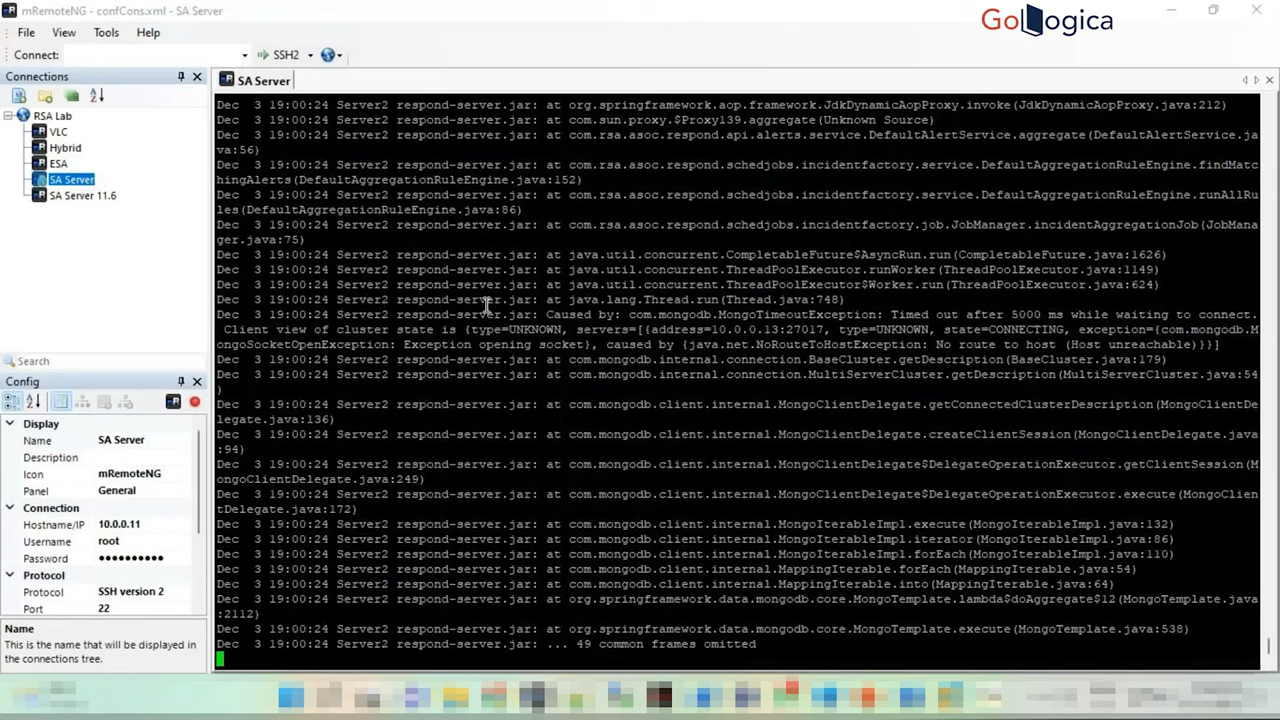 mRemoteNG - confCons.xml - SA Server
GoLogica
File View Tools Help
Connect: SSH2
Connections
SA Server
RSA Lab
VLC
Hybrid
ESA
SA Server
SA Server 11.6
Search
Config
Display
Name SA Server
Description
Icon mRemoteNG
Panel General
Connection
Hostname/IP 10.0.0.11
Username root
Password ●●●●●●●●●●
Protocol
Protocol SSH version 2
Port 22
Name
This is the name that will be displayed in
the connections tree.
Dec  3 19:00:24 Server2 respond-server.jar: at org.springframework.aop.framework.JdkDynamicAopProxy.invoke(JdkDynamicAopProxy.java:212)
Dec  3 19:00:24 Server2 respond-server.jar: at com.sun.proxy.$Proxy139.aggregate(Unknown Source)
Dec  3 19:00:24 Server2 respond-server.jar: at com.rsa.asoc.respond.api.alerts.service.DefaultAlertService.aggregate(DefaultAlertService.ja
va:56)
Dec  3 19:00:24 Server2 respond-server.jar: at com.rsa.asoc.respond.schedjobs.incidentfactory.service.DefaultAggregationRuleEngine.findMatc
hingAlerts(DefaultAggregationRuleEngine.java:152)
Dec  3 19:00:24 Server2 respond-server.jar: at com.rsa.asoc.respond.schedjobs.incidentfactory.service.DefaultAggregationRuleEngine.runAllRu
les(DefaultAggregationRuleEngine.java:86)
Dec  3 19:00:24 Server2 respond-server.jar: at com.rsa.asoc.respond.schedjobs.incidentfactory.job.JobManager.incidentAggregationJob(JobMana
ger.java:75)
Dec  3 19:00:24 Server2 respond-server.jar: at java.util.concurrent.CompletableFuture$AsyncRun.run(CompletableFuture.java:1626)
Dec  3 19:00:24 Server2 respond-server.jar: at java.util.concurrent.ThreadPoolExecutor.runWorker(ThreadPoolExecutor.java:1149)
Dec  3 19:00:24 Server2 respond-server.jar: at java.util.concurrent.ThreadPoolExecutor$Worker.run(ThreadPoolExecutor.java:624)
Dec  3 19:00:24 Server2 respond-server.jar: at java.lang.Thread.run(Thread.java:748)
Dec  3 19:00:24 Server2 respond-server.jar: Caused by: com.mongodb.MongoTimeoutException: Timed out after 5000 ms while waiting to connect.
Client view of cluster state is {type=UNKNOWN, servers=[{address=10.0.0.13:27017, type=UNKNOWN, state=CONNECTING, exception={com.mongodb.M
ongoSocketOpenException: Exception opening socket}, caused by {java.net.NoRouteToHostException: No route to host (Host unreachable)}}]
Dec  3 19:00:24 Server2 respond-server.jar: at com.mongodb.internal.connection.BaseCluster.getDescription(BaseCluster.java:179)
Dec  3 19:00:24 Server2 respond-server.jar: at com.mongodb.internal.connection.MultiServerCluster.getDescription(MultiServerCluster.java:54
)
Dec  3 19:00:24 Server2 respond-server.jar: at com.mongodb.client.internal.MongoClientDelegate.getConnectedClusterDescription(MongoClientDe
legate.java:136)
Dec  3 19:00:24 Server2 respond-server.jar: at com.mongodb.client.internal.MongoClientDelegate.createClientSession(MongoClientDelegate.java
:94)
Dec  3 19:00:24 Server2 respond-server.jar: at com.mongodb.client.internal.MongoClientDelegate$DelegateOperationExecutor.getClientSession(M
ongoClientDelegate.java:249)
Dec  3 19:00:24 Server2 respond-server.jar: at com.mongodb.client.internal.MongoClientDelegate$DelegateOperationExecutor.execute(MongoClien
tDelegate.java:172)
Dec  3 19:00:24 Server2 respond-server.jar: at com.mongodb.client.internal.MongoIterableImpl.execute(MongoIterableImpl.java:132)
Dec  3 19:00:24 Server2 respond-server.jar: at com.mongodb.client.internal.MongoIterableImpl.iterator(MongoIterableImpl.java:86)
Dec  3 19:00:24 Server2 respond-server.jar: at com.mongodb.client.internal.MongoIterableImpl.forEach(MongoIterableImpl.java:110)
Dec  3 19:00:24 Server2 respond-server.jar: at com.mongodb.client.internal.MappingIterable.forEach(MappingIterable.java:54)
Dec  3 19:00:24 Server2 respond-server.jar: at com.mongodb.client.internal.MappingIterable.into(MappingIterable.java:64)
Dec  3 19:00:24 Server2 respond-server.jar: at org.springframework.data.mongodb.core.MongoTemplate.lambda$doAggregate$12(MongoTemplate.java
:2112)
Dec  3 19:00:24 Server2 respond-server.jar: at org.springframework.data.mongodb.core.MongoTemplate.execute(MongoTemplate.java:538)
Dec  3 19:00:24 Server2 respond-server.jar: ... 49 common frames omitted